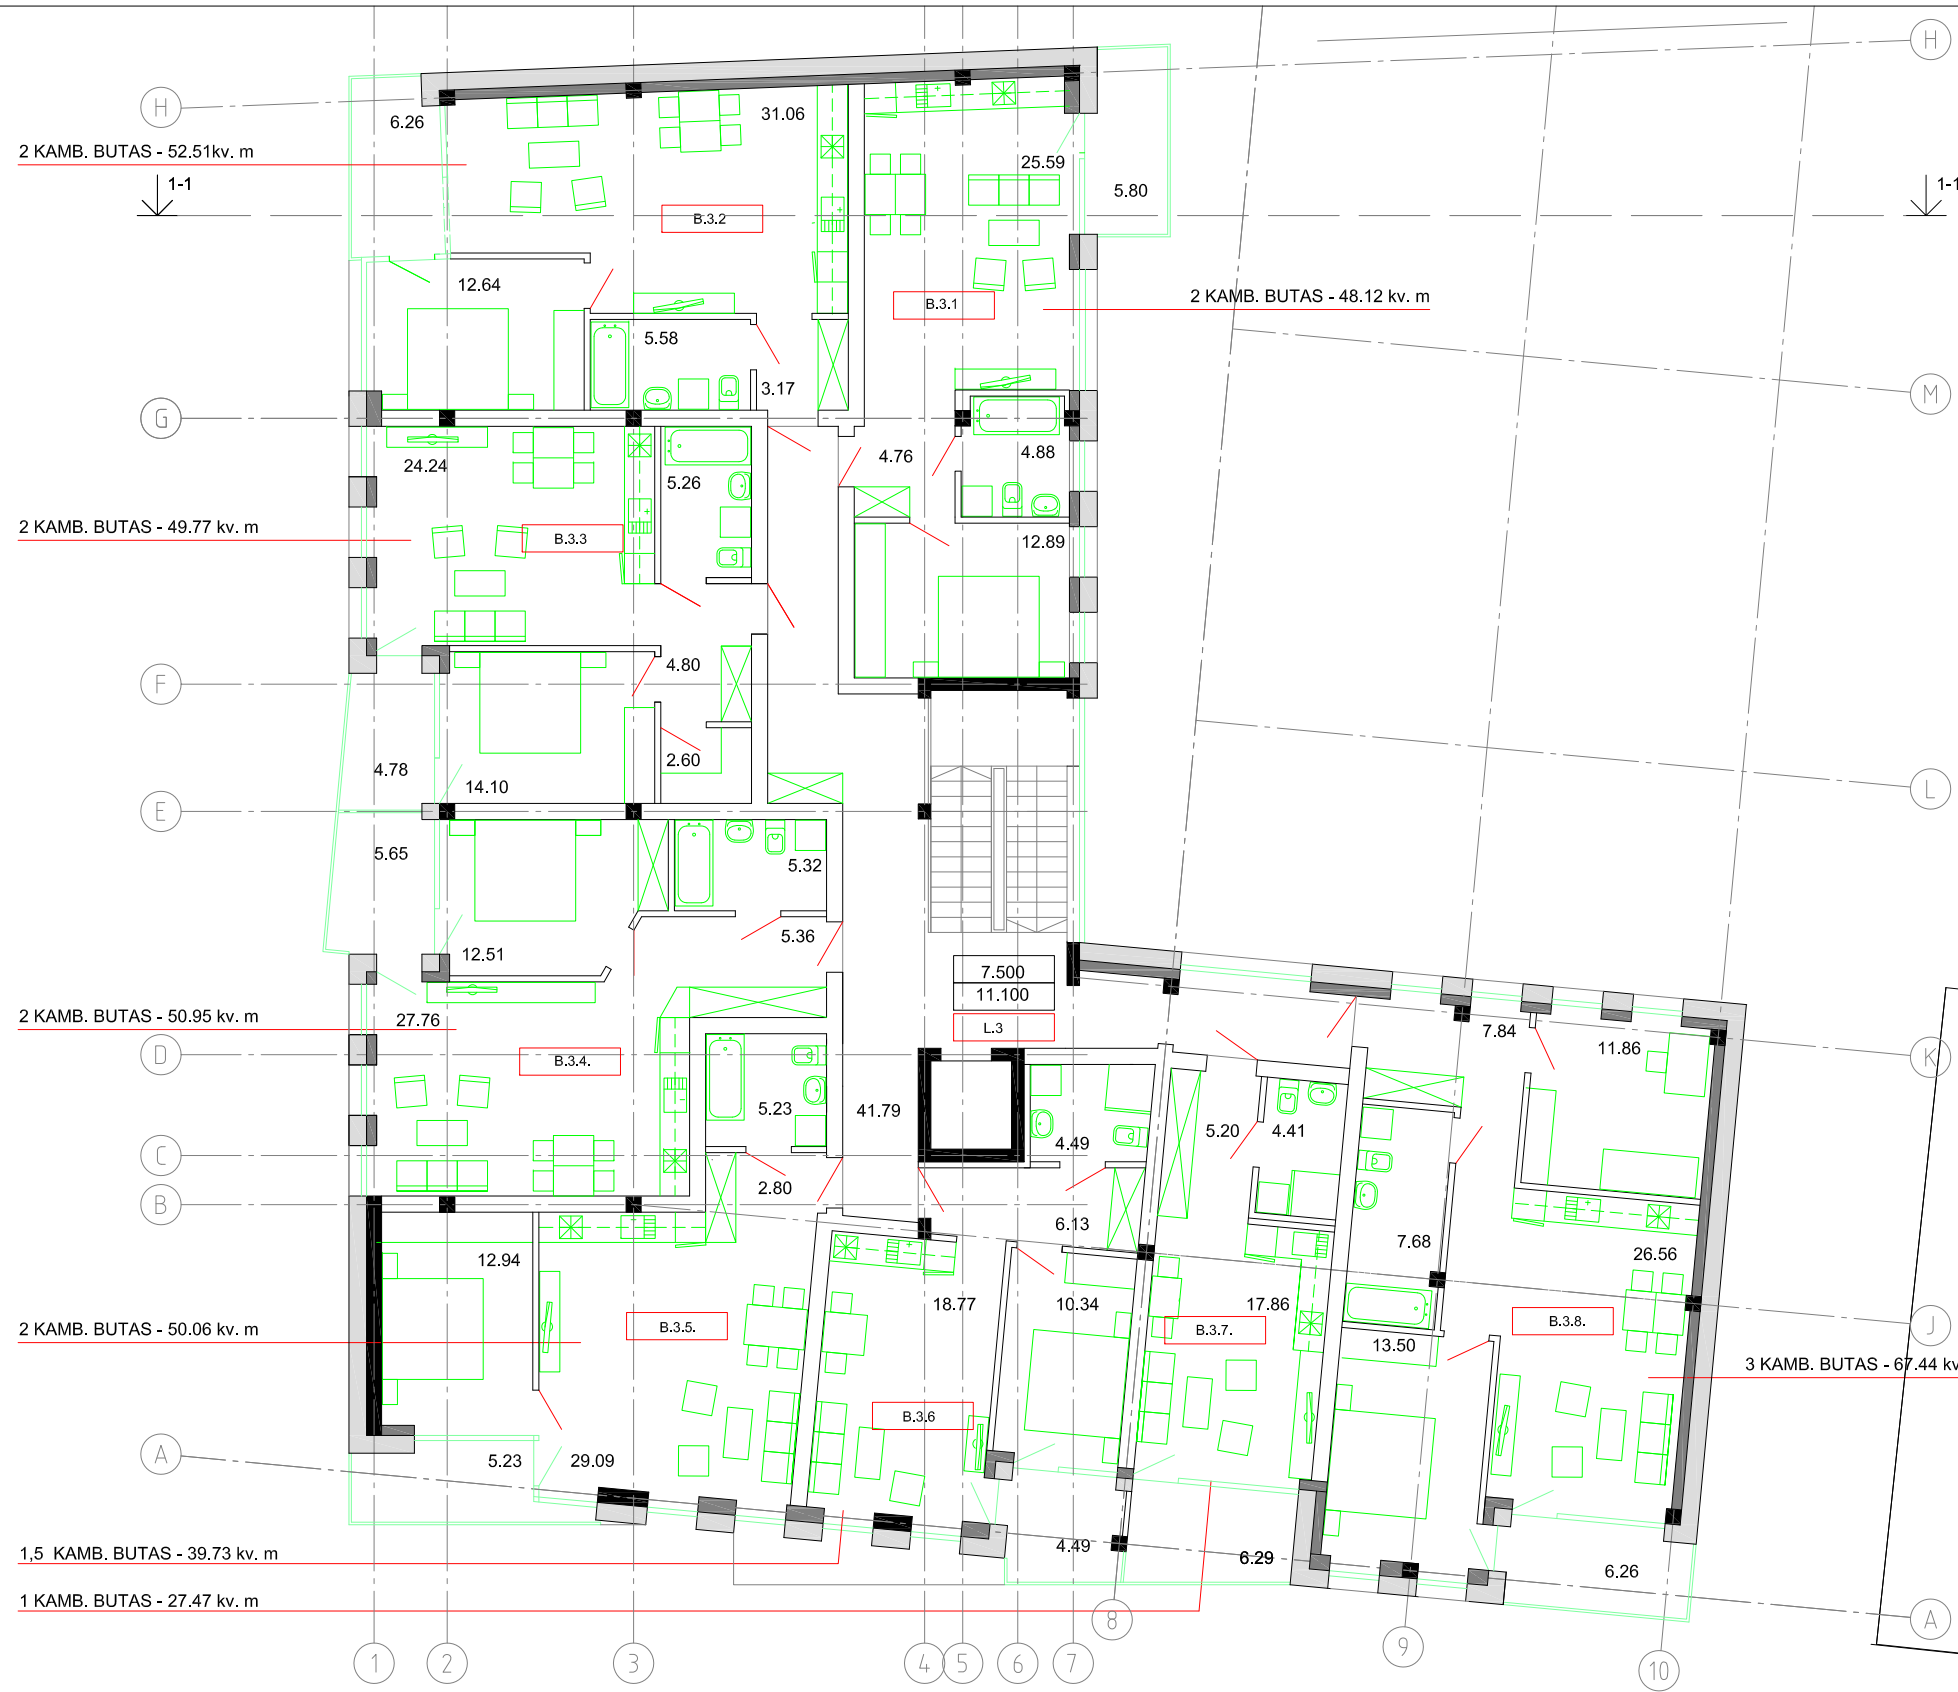 H
H
6.26
31.06
2 KAMB. BUTAS - 52.51kv. m
25.59
1-1
5.80
1-1
B.3.2
12.64
B.3.1
2 KAMB. BUTAS - 48.12 kv. m
5.58
3.17
M
G
24.24
5.26
4.76
4.88
2 KAMB. BUTAS - 49.77 kv. m
B.3.3
12.89
4.80
F
2.60
4.78
14.10
L
E
5.65
5.32
12.51
5.36
7.500
11.100
L.3
2 KAMB. BUTAS - 50.95 kv. m
27.76
7.84
11.86
D
B.3.4.
K
5.23
41.79
4.49
5.20
4.41
C
2.80
B
6.13
12.94
7.68
26.56
18.77
10.34
17.86
2 KAMB. BUTAS - 50.06 kv. m
B.3.5.
B.3.7.
B.3.8.
J
13.50
3 KAMB. BUTAS - 67.44 kv
B.3.6
A
5.23
29.09
1,5 KAMB. BUTAS - 39.73 kv. m
4.49
6.29
6.26
1 KAMB. BUTAS - 27.47 kv. m
8
A
1
2
3
4
5
6
7
9
10